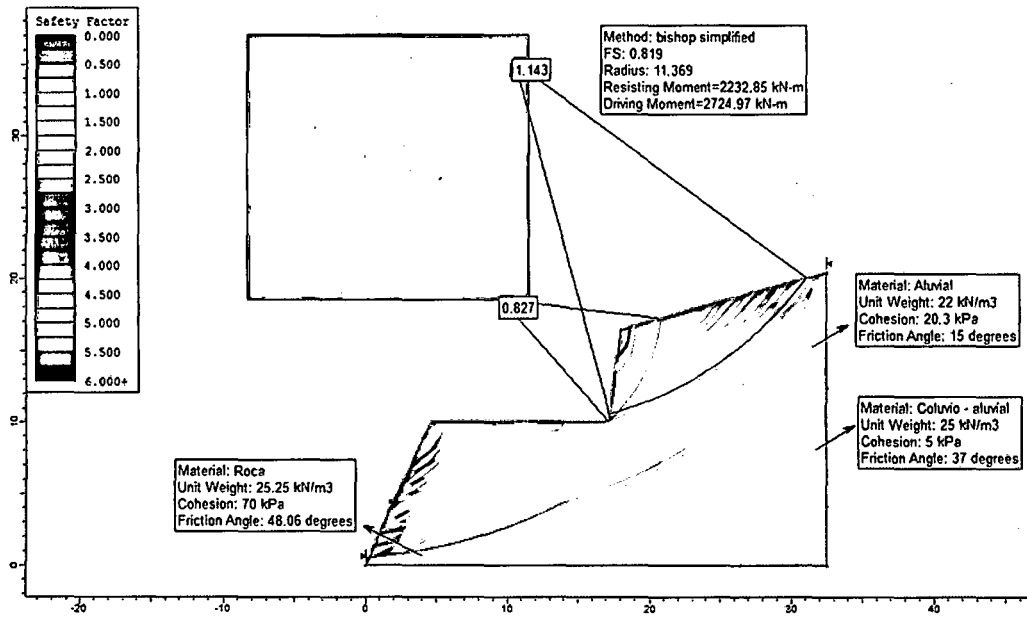 Safety Factor
0.000
0.500
1.000
1.500
2.000
2.500
3.000
3.500
4.000
4.500
5.000
5.500
6.000+
Method: bishop simplified
FS: 0.819
Radius: 11.369
Resisting Moment=2232.85 kN-m
Driving Moment=2724.97 kN-m
1.143
0.827
Material: Aluvial
Unit Weight: 22 kN/m3
Cohesion: 20.3 kPa
Friction Angle: 15 degrees
Material: Coluvio - aluvial
Unit Weight: 25 kN/m3
Cohesion: 5 kPa
Friction Angle: 37 degrees
Material: Roca
Unit Weight: 25.25 kN/m3
Cohesion: 70 kPa
Friction Angle: 48.06 degrees
30
20
10
0
-20
-10
0
10
20
30
40